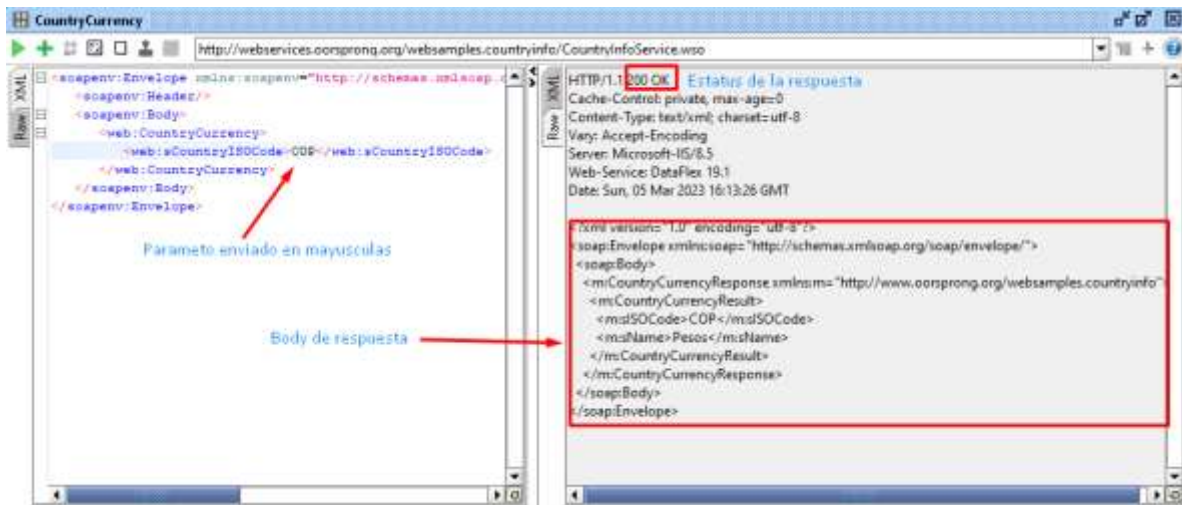 CountryCurrency
http://webservices.oorsprong.org/websamples.countryinfo/CountryInfoService.wso
XML
Raw
<soapenv:Envelope xmlns:soapenv="http://schemas.xmlsoap.
<soapenv:Header/>
<soapenv:Body>
<web:CountryCurrency>
<web:sCountryISOCode>COP</web:sCountryISOCode>
</web:CountryCurrency>
</soapenv:Body>
</soapenv:Envelope>
Parameto enviado en mayusculas
Body de respuesta
XML
Raw
HTTP/1.1 200 OK Estatus de la respuesta
Cache-Control: private, max-age=0
Content-Type: text/xml; charset=utf-8
Vary: Accept-Encoding
Server: Microsoft-IIS/8.5
Web-Service: DataFlex 19.1
Date: Sun, 05 Mar 2023 16:13:26 GMT
<?xml version="1.0" encoding="utf-8"?>
<soap:Envelope xmlns:soap="http://schemas.xmlsoap.org/soap/envelope/">
<soap:Body>
<m:CountryCurrencyResponse xmlns:m="http://www.oorsprong.org/websamples.countryinfo">
<m:CountryCurrencyResult>
<m:sISOCode>COP</m:sISOCode>
<m:sName>Pesos</m:sName>
</m:CountryCurrencyResult>
</m:CountryCurrencyResponse>
</soap:Body>
</soap:Envelope>